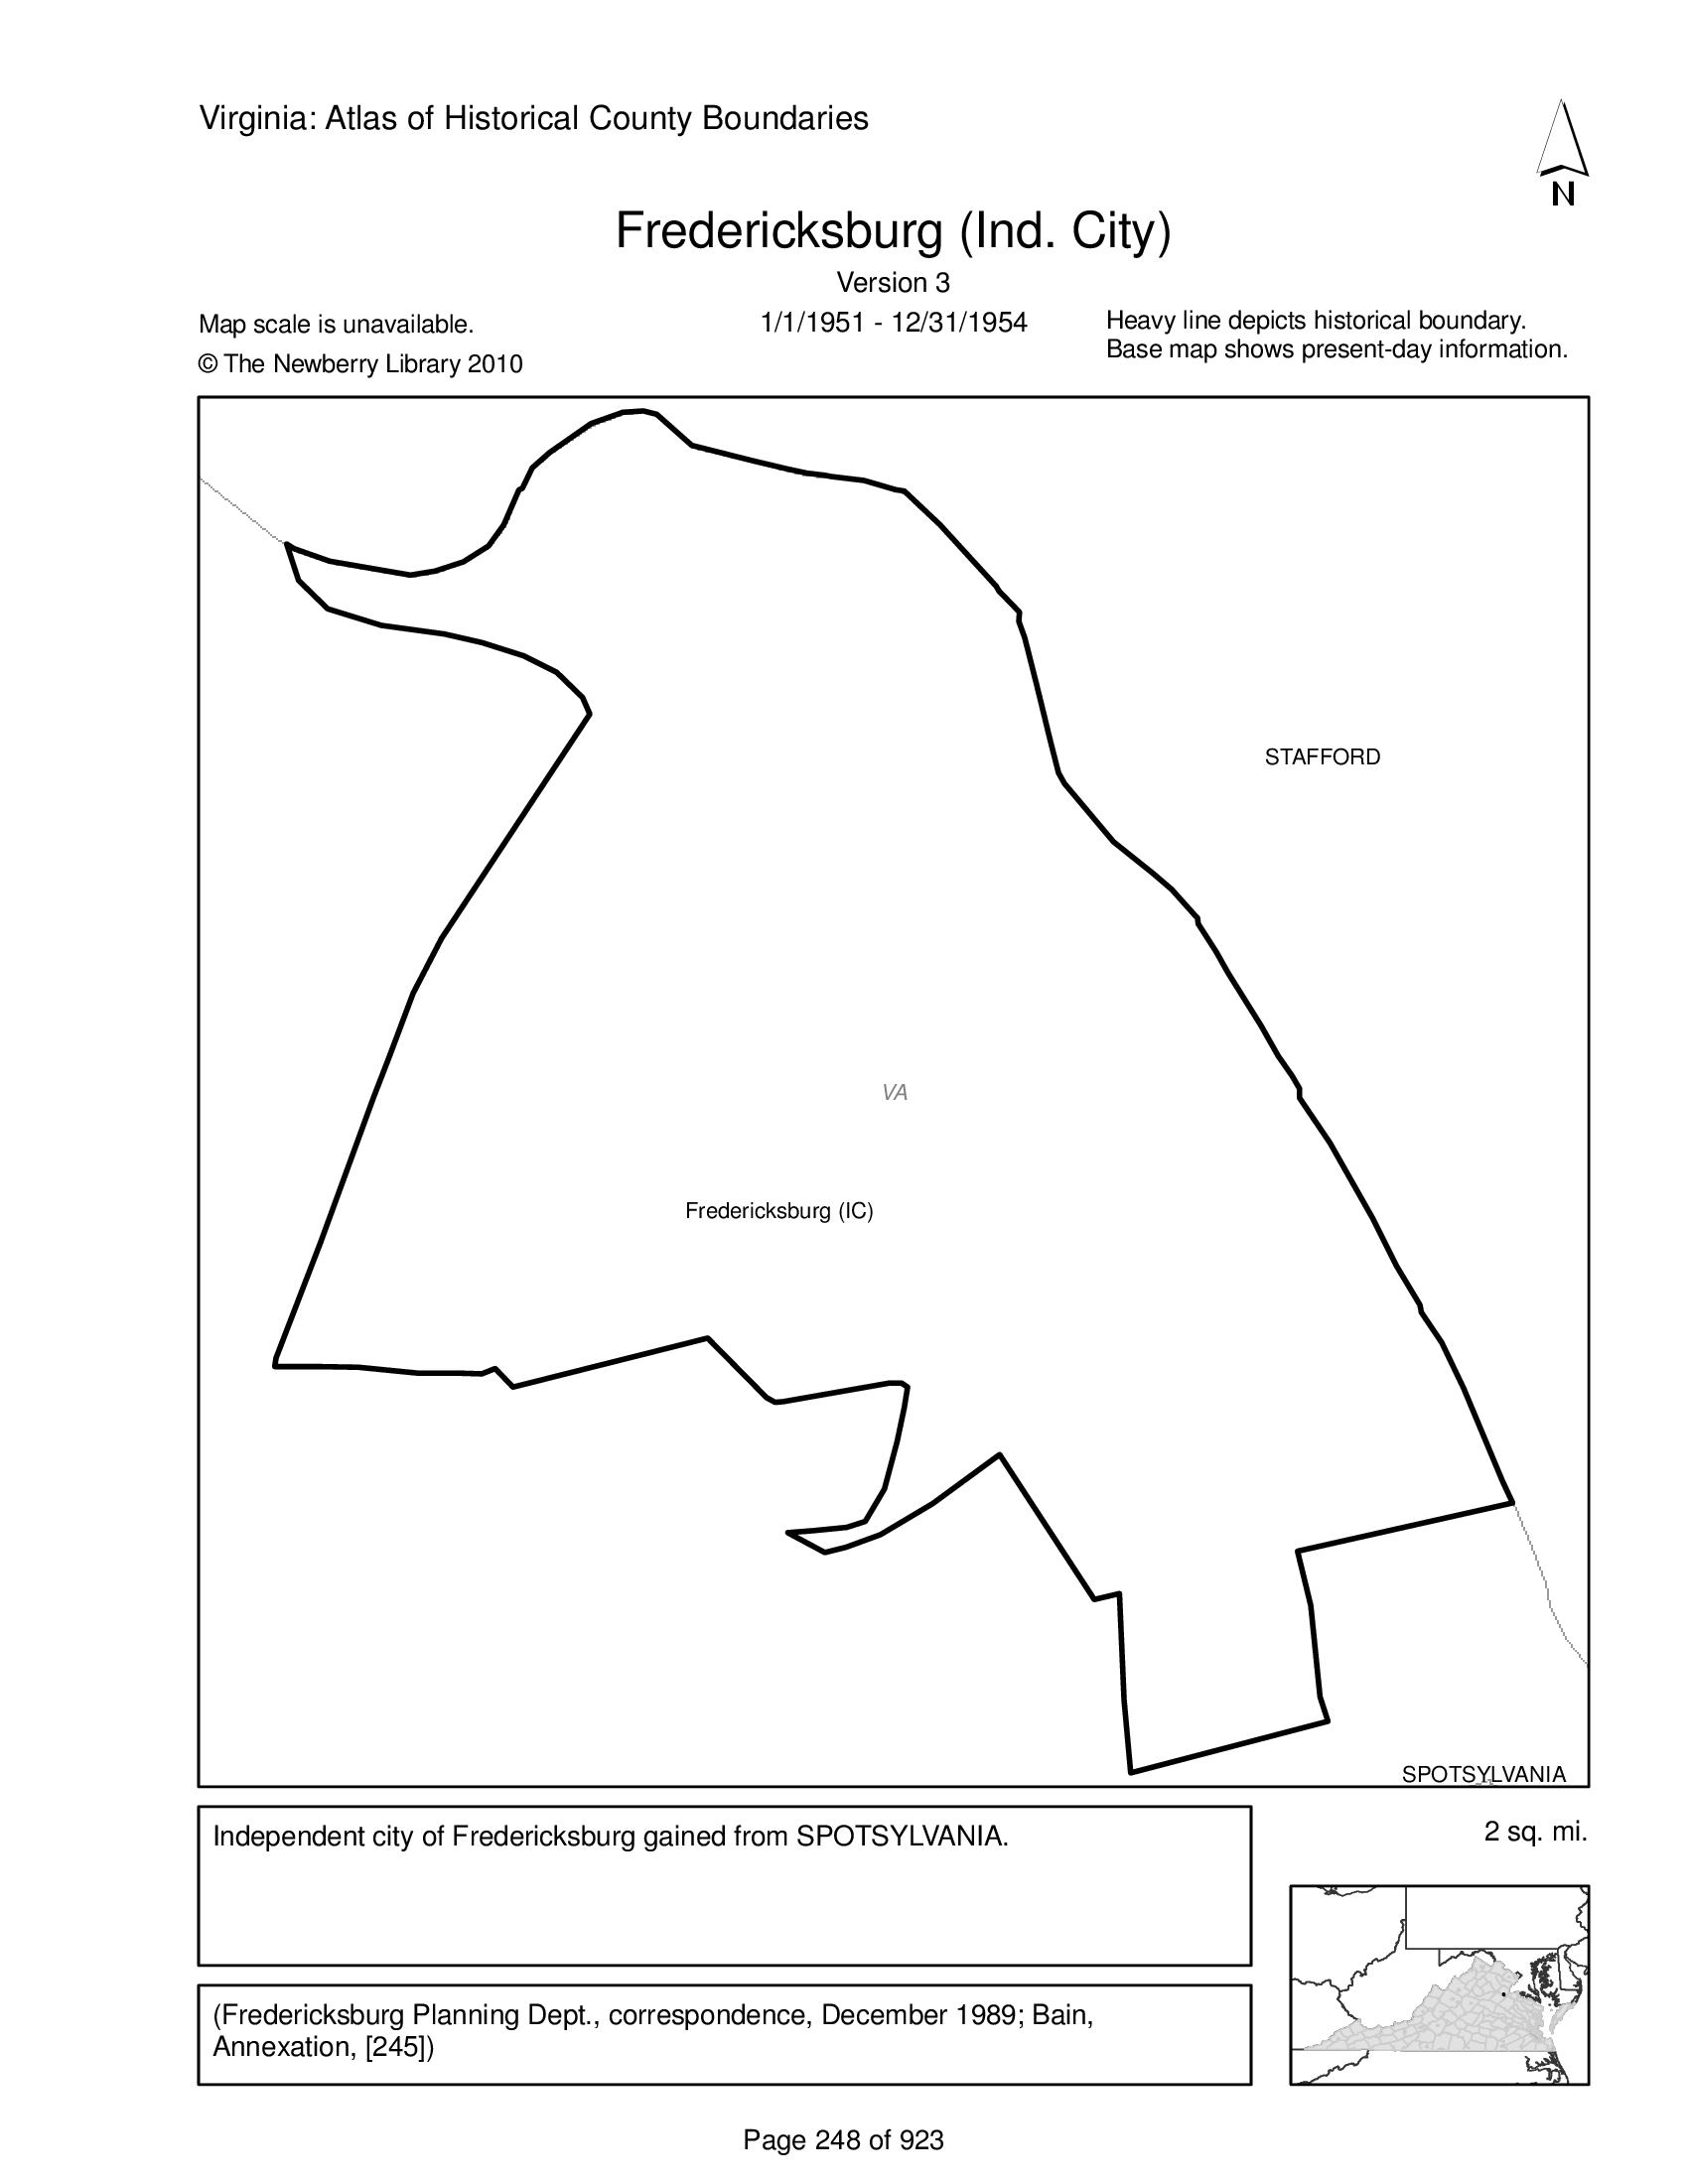 Virginia: Atlas of Historical County Boundaries
N
Fredericksburg (Ind. City)
Version 3
Map scale is unavailable.
1/1/1951 - 12/31/1954
Heavy line depicts historical boundary.
© The Newberry Library 2010
Base map shows present-day information.
STAFFORD
VA
Fredericksburg (IC)
SPOTSYLVANIA
Independent city of Fredericksburg gained from SPOTSYLVANIA.
2 sq. mi.
(Fredericksburg Planning Dept., correspondence, December 1989; Bain,
Annexation, [245])
Page 248 of 923